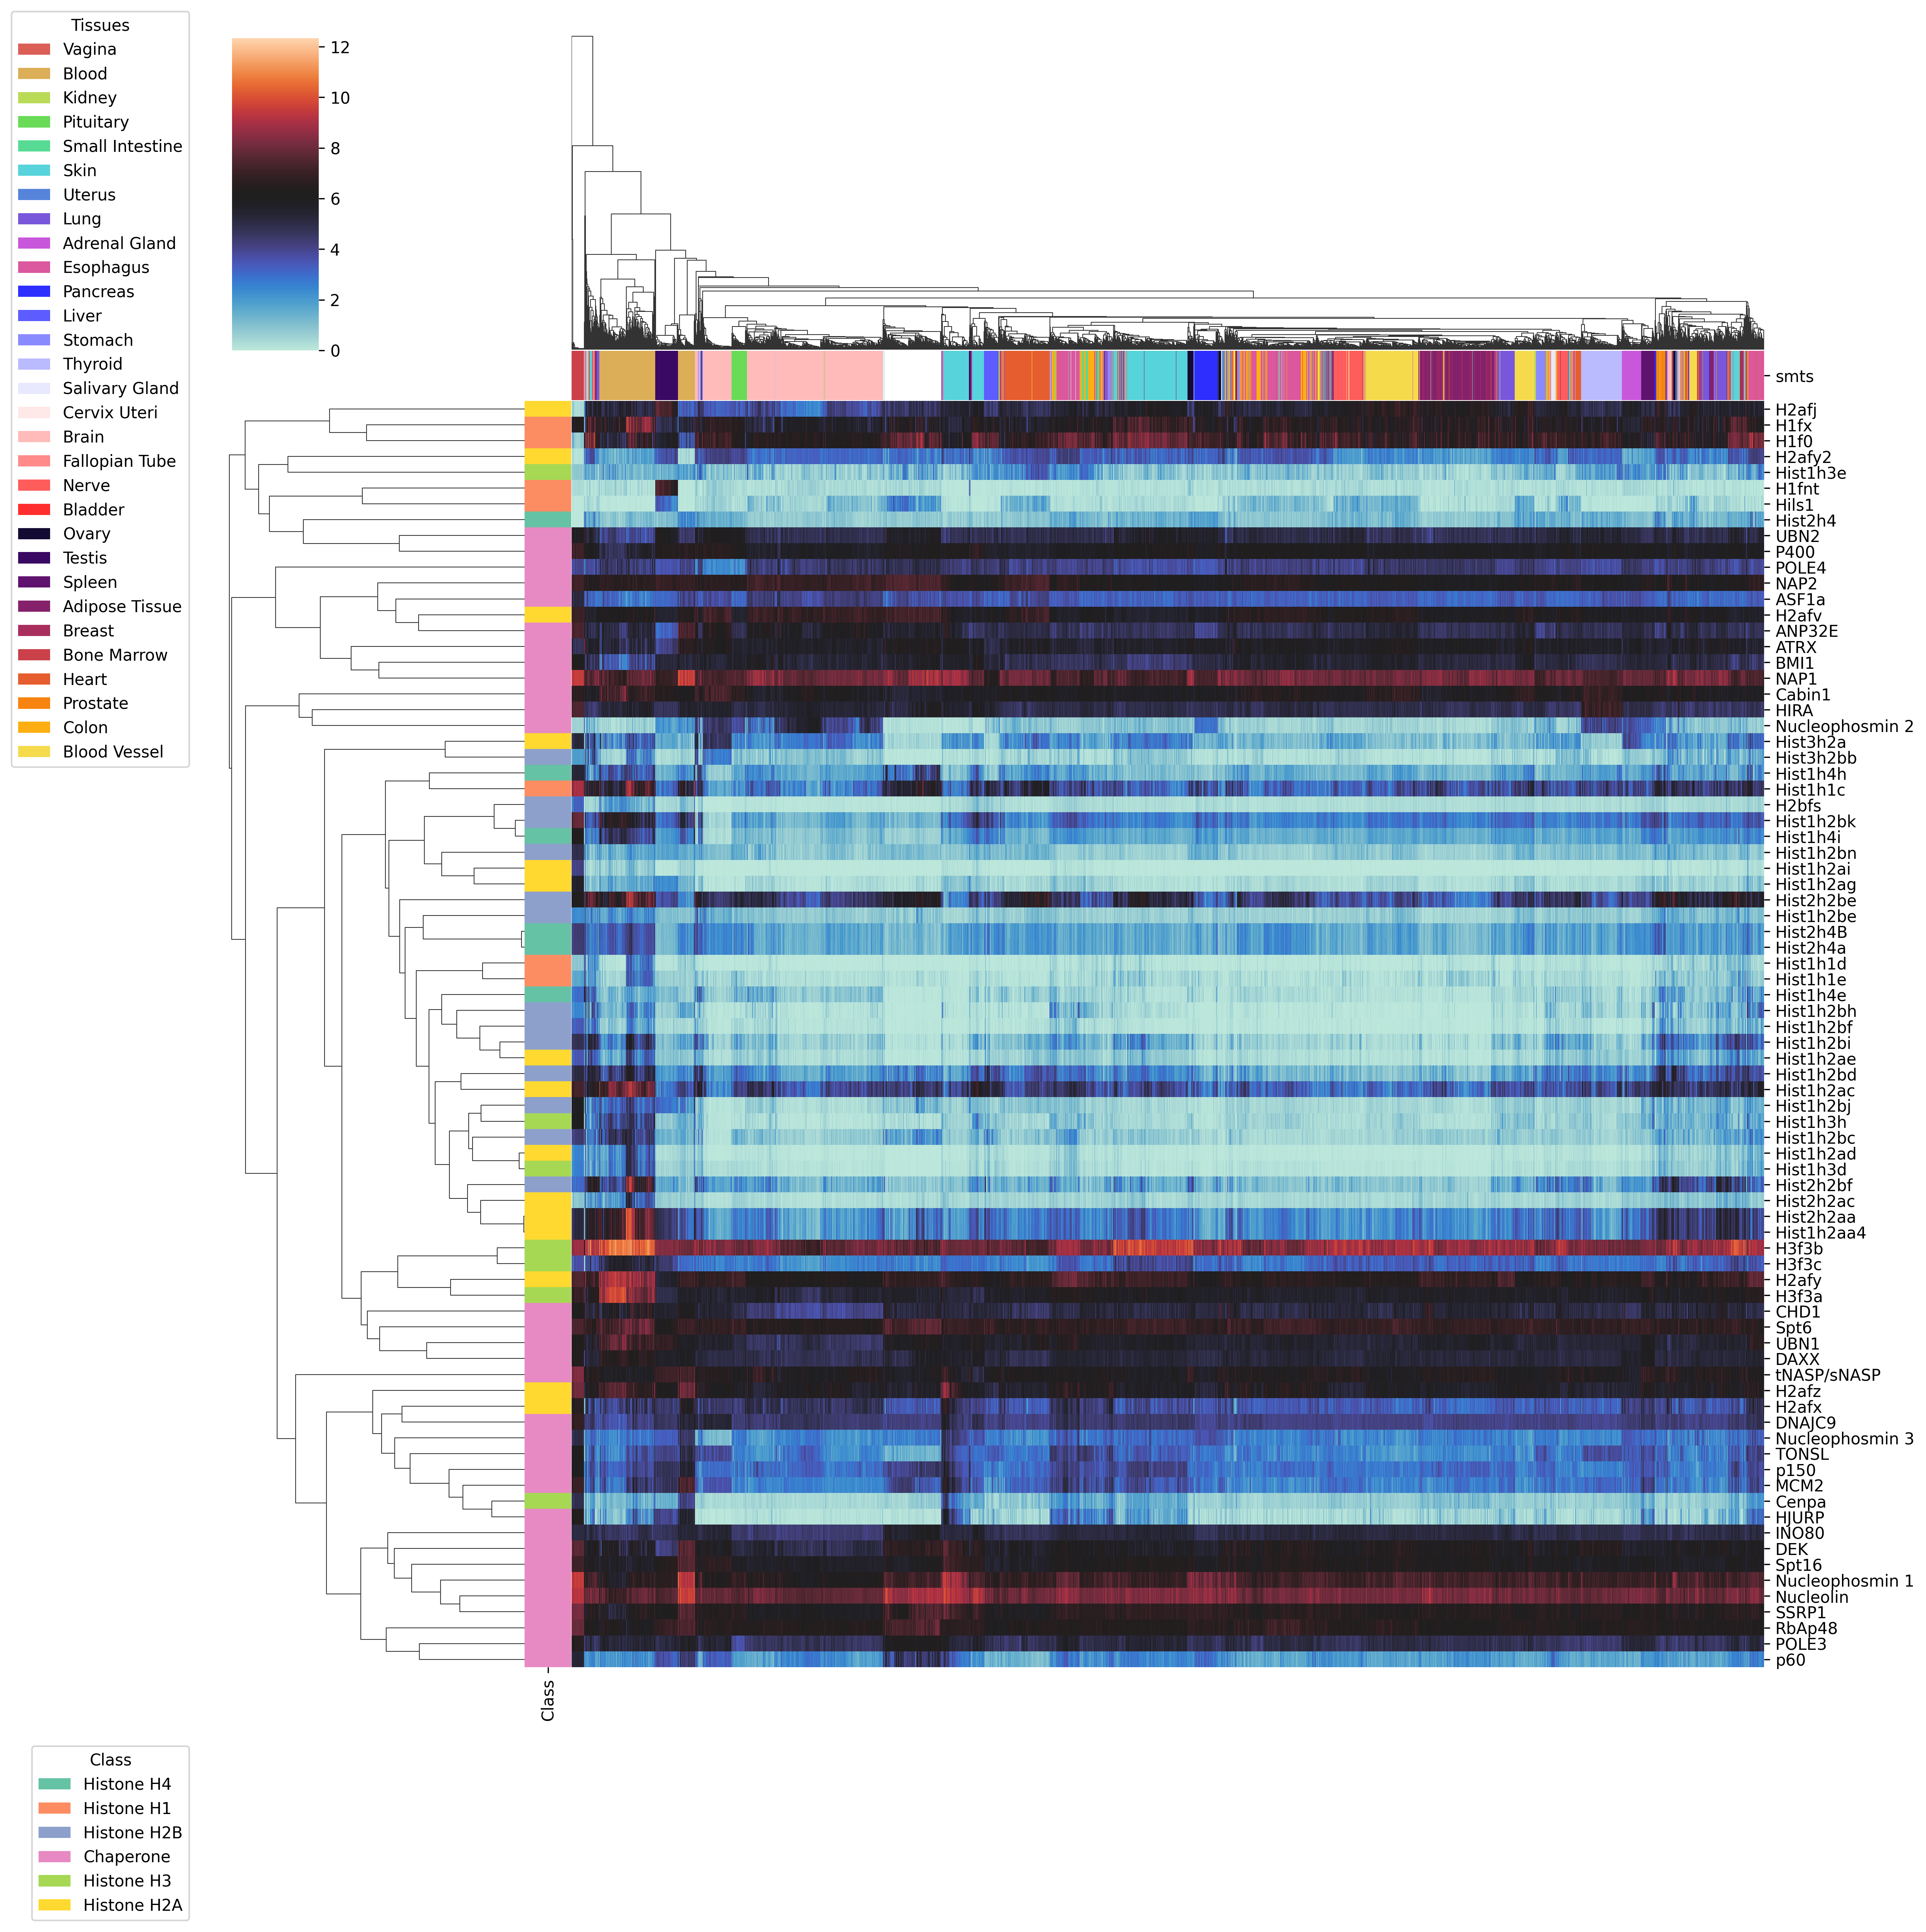 Tissues
Vagina
Blood
Kidney
Pituitary
Small Intestine
Skin
Uterus
Lung
Adrenal Gland
Esophagus
Pancreas
Liver
Stomach
Thyroid
Salivary Gland
Cervix Uteri
Brain
Fallopian Tube
Nerve
Bladder
Ovary
Testis
Spleen
Adipose Tissue
Breast
Bone Marrow
Heart
Prostate
Colon
Blood Vessel
12
10
8
6
4
2
0
smts
H2afj
H1fx
H1f0
H2afy2
Hist1h3e
H1fnt
Hils1
Hist2h4
UBN2
P400
POLE4
NAP2
ASF1a
H2afv
ANP32E
ATRX
BMI1
NAP1
Cabin1
HIRA
Nucleophosmin 2
Hist3h2a
Hist3h2bb
Hist1h4h
Hist1h1c
H2bfs
Hist1h2bk
Hist1h4i
Hist1h2bn
Hist1h2ai
Hist1h2ag
Hist2h2be
Hist1h2be
Hist2h4B
Hist2h4a
Hist1h1d
Hist1h1e
Hist1h4e
Hist1h2bh
Hist1h2bf
Hist1h2bi
Hist1h2ae
Hist1h2bd
Hist1h2ac
Hist1h2bj
Hist1h3h
Hist1h2bc
Hist1h2ad
Hist1h3d
Hist2h2bf
Hist2h2ac
Hist2h2aa
Hist1h2aa4
H3f3b
H3f3c
H2afy
H3f3a
CHD1
Spt6
UBN1
DAXX
tNASP/sNASP
H2afz
H2afx
DNAJC9
Nucleophosmin 3
TONSL
p150
MCM2
Cenpa
HJURP
INO80
DEK
Spt16
Nucleophosmin 1
Nucleolin
SSRP1
RbAp48
POLE3
p60
Class
Class
Histone H4
Histone H1
Histone H2B
Chaperone
Histone H3
Histone H2A